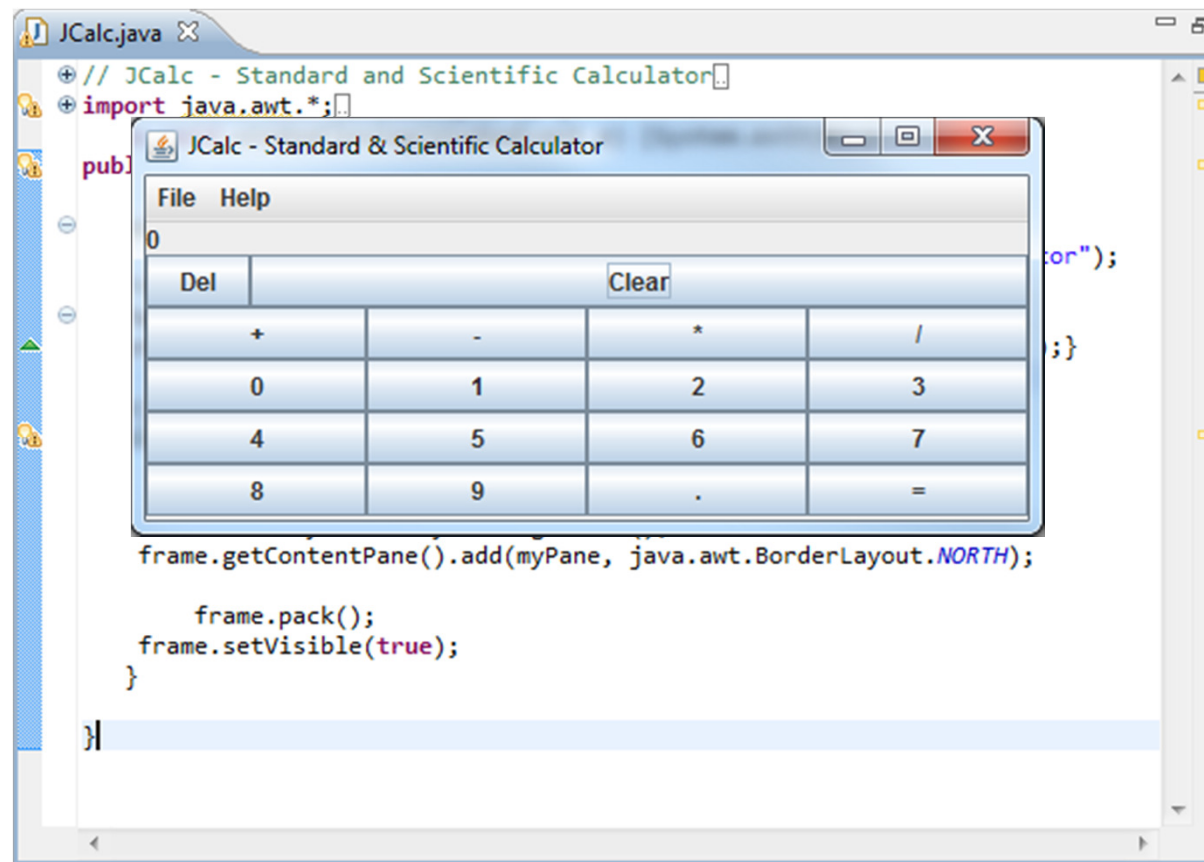 JCalc.java
// JCalc - Standard and Scientific Calculator
import java.awt.*;
JCalc - Standard & Scientific Calculator
publ
File Help
0
tor");
Del Clear
+ - * /
);}
0 1 2 3
4 5 6 7
8 9 . =
frame.getContentPane().add(myPane, java.awt.BorderLayout.NORTH);
frame.pack();
frame.setVisible(true);
}
}